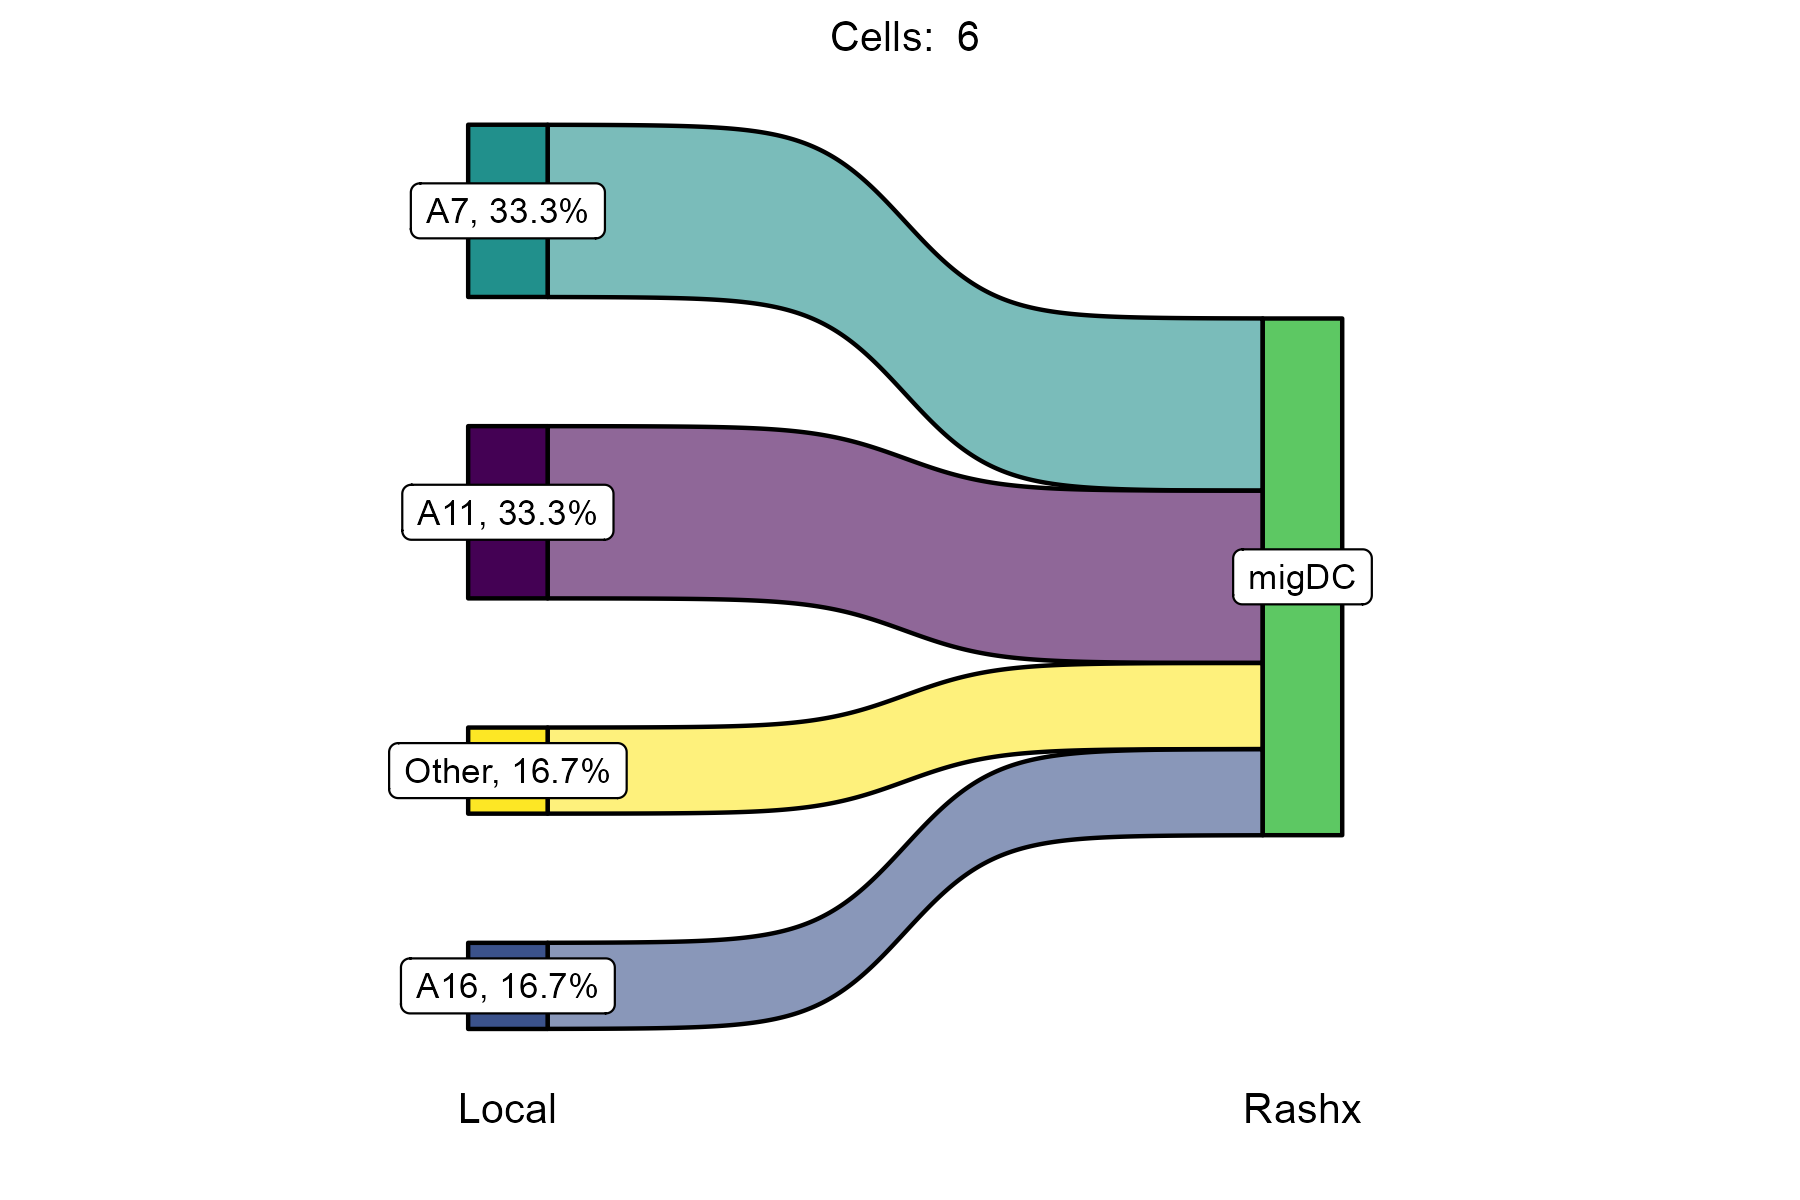 Cells:  6
A7, 33.3%
A11, 33.3%
migDC
Other, 16.7%
A16, 16.7%
Local
Rashx